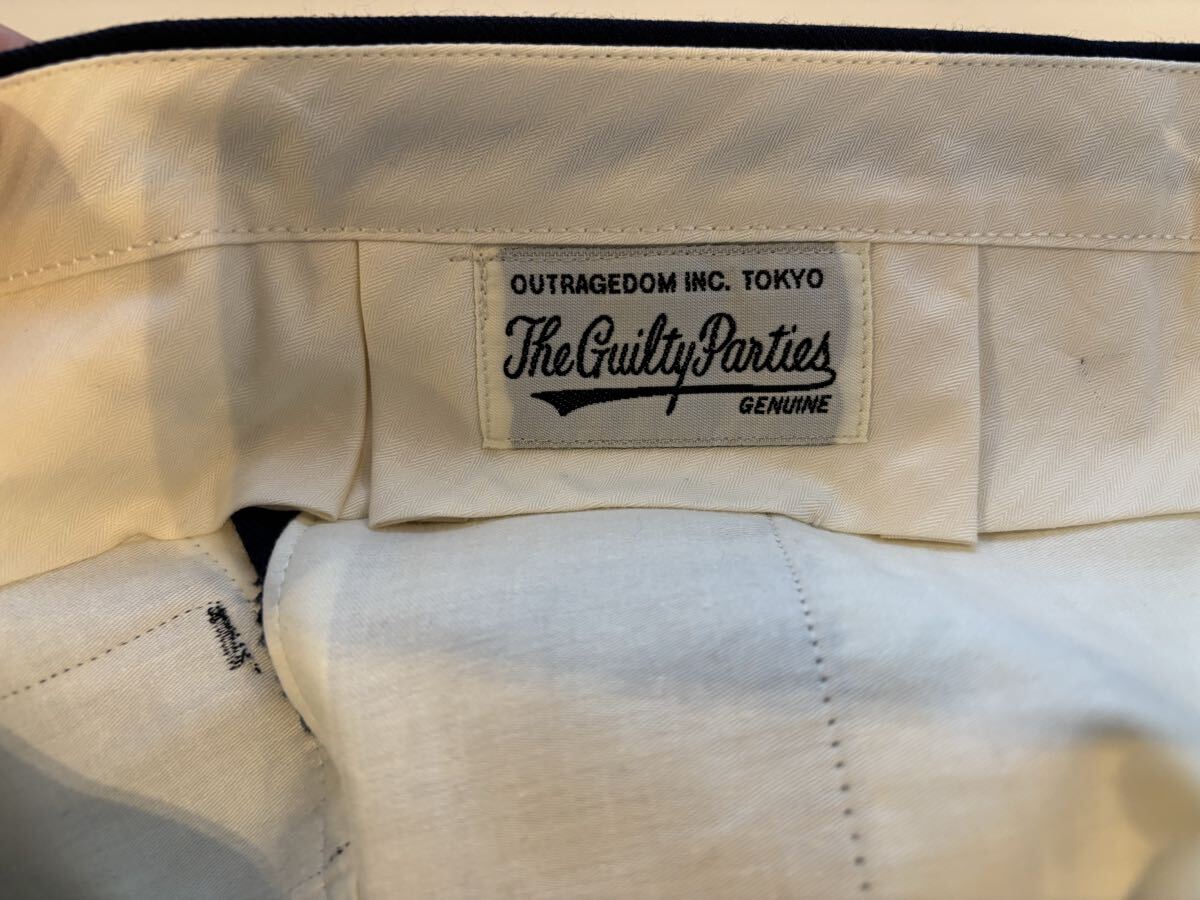 OUTRAGEDOM INC. TOKYO
The Guilty Parties
GENUINE